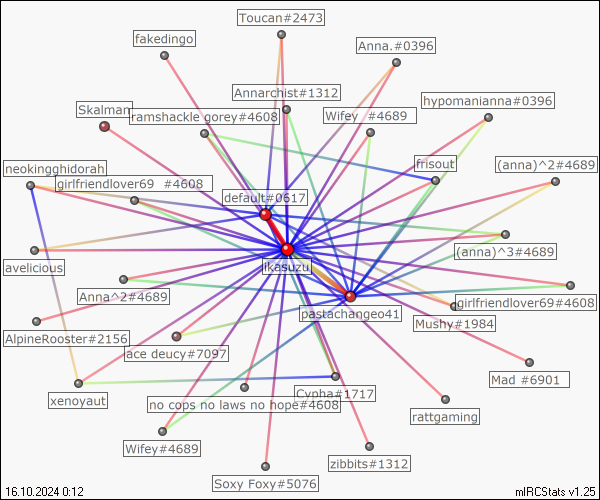 Toucan#2473
fakedingo
Anna.#0396
Annarchist#1312
hypomanianna#0396
Skalman
ramshackle gorey#4608
Wifey #4689
neokingghidorah
frisout
(anna)^2#4689
girlfriendlover69 #4608
default#0617
(anna)^3#4689
avelicious
jikasuzu
Anna^2#4689
girlfriendlover69#4608
pastachangeo41
Mushy#1984
AlpineRooster#2156
ace deucy#7097
Mad #6901
Cypha#1717
xenoyaut
no cops no laws no hope#4608
rattgaming
Wifey#4689
zibbits#1312
Soxy Foxy#5076
16.10.2024 0:12
mIRCStats v1.25